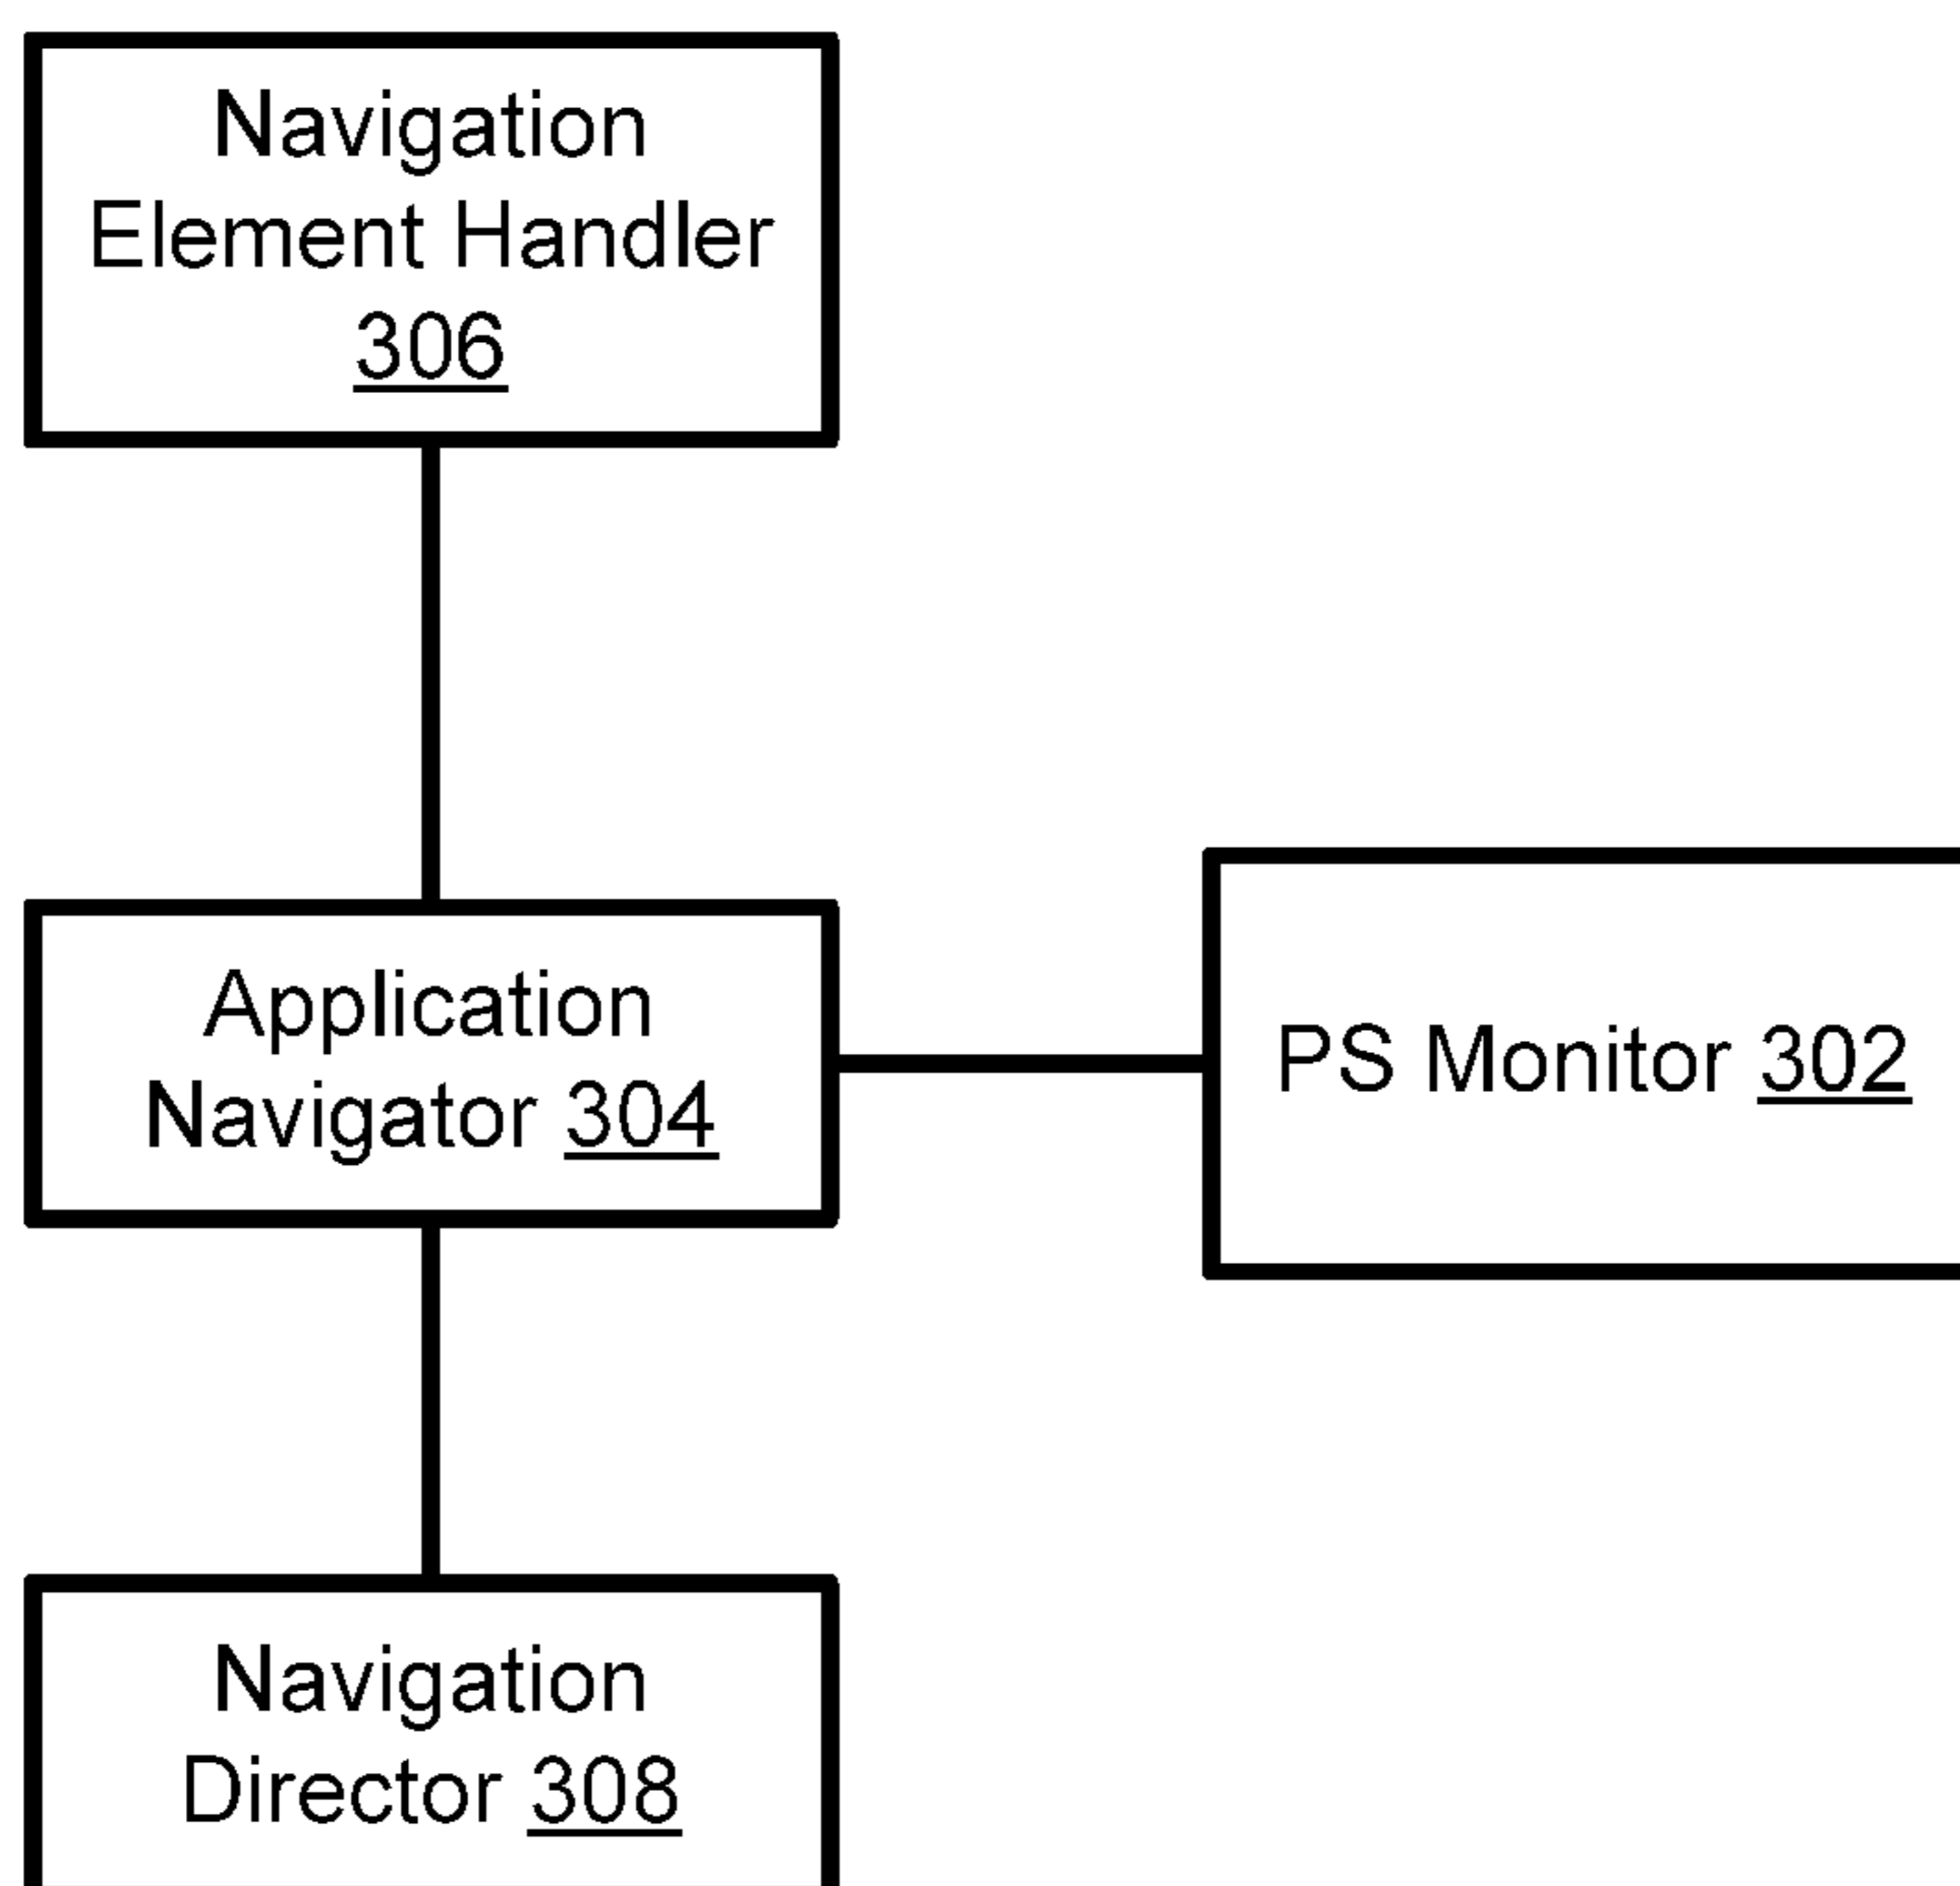 Navigation
Element Handler
306
Application
Navigator 304
PS Monitor 302
Navigation
Director 308